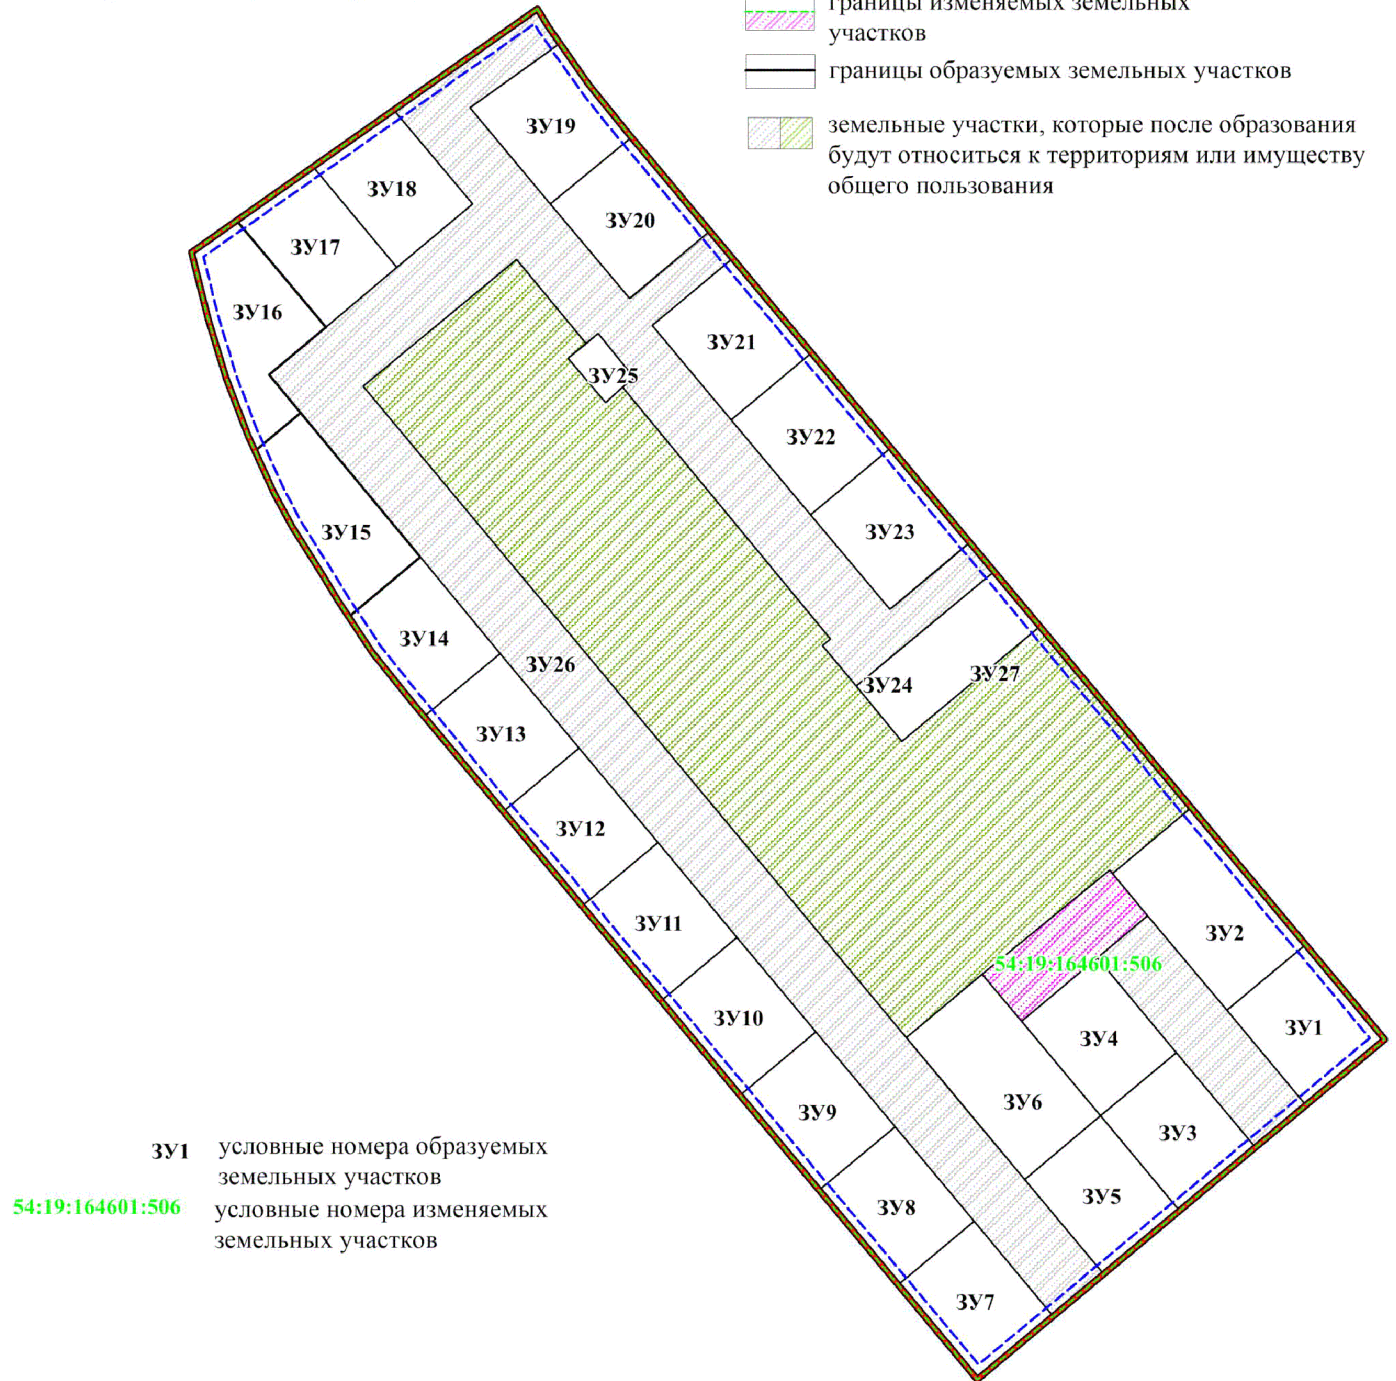 границы изменяемых земельных
участков
границы образуемых земельных участков
земельные участки, которые после образования
будут относиться к территориям или имуществу
общего пользования
ЗУ19
ЗУ18
ЗУ20
ЗУ17
ЗУ16
ЗУ21
ЗУ25
ЗУ22
ЗУ15
ЗУ23
ЗУ14
ЗУ26
ЗУ27
ЗУ24
ЗУ13
ЗУ12
ЗУ11
ЗУ2
54:19:164601:506
ЗУ10
ЗУ1
ЗУ4
ЗУ6
ЗУ9
ЗУ3
ЗУ5
ЗУ8
ЗУ7
ЗУ1 условные номера образуемых
земельных участков
54:19:164601:506 условные номера изменяемых
земельных участков